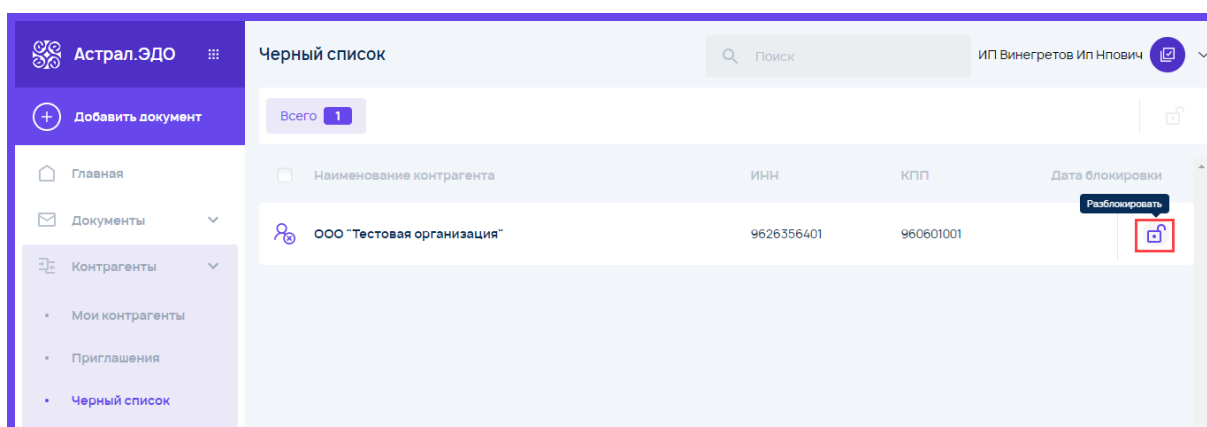 Астрал.ЭДО
Черный список
Поиск
ИП Винегретов Ип Нпович
Добавить документ
Всего 1
Главная
Наименование контрагента ИНН КПП Дата блокировки
Разблокировать
Документы
ООО "Тестовая организация" 9626356401 960601001
Контрагенты
Мои контрагенты
Приглашения
Черный список